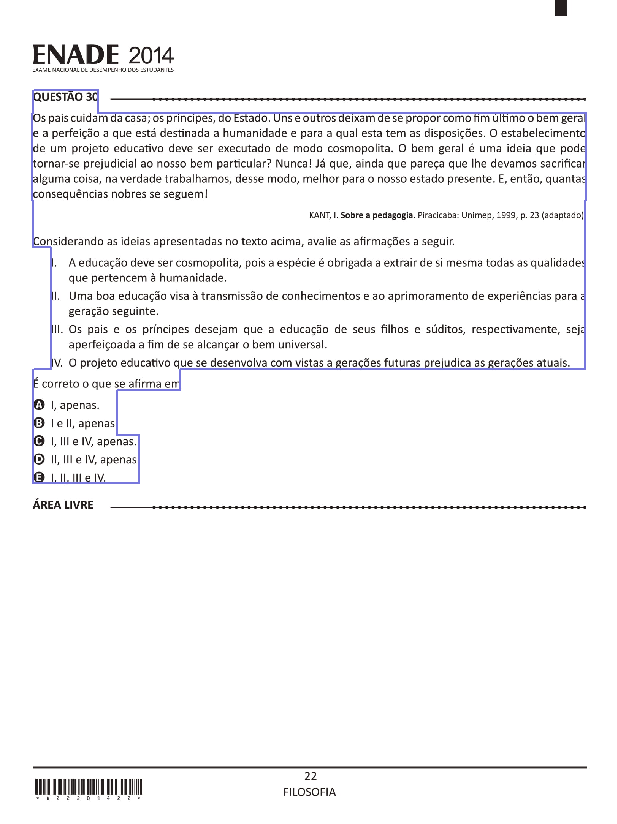 ENADE 2014
EXAME NACIONAL DE DESEMPENHO DOS ESTUDANTES
QUESTÃO 30
Os pais cuidam da casa; os príncipes, do Estado. Uns e outros deixam de se propor como fim último o bem geral
e a perfeição a que está destinada a humanidade e para a qual esta tem as disposições. O estabelecimento
de um projeto educativo deve ser executado de modo cosmopolita. O bem geral é uma ideia que pode
tornar-se prejudicial ao nosso bem particular? Nunca! Já que, ainda que pareça que lhe devamos sacrificar
alguma coisa, na verdade trabalhamos, desse modo, melhor para o nosso estado presente. E, então, quantas
consequências nobres se seguem!
KANT, I. Sobre a pedagogia. Piracicaba: Unimep, 1999, p. 23 (adaptado)
Considerando as ideias apresentadas no texto acima, avalie as afirmações a seguir.
I. A educação deve ser cosmopolita, pois a espécie é obrigada a extrair de si mesma todas as qualidades
que pertencem à humanidade.
II. Uma boa educação visa à transmissão de conhecimentos e ao aprimoramento de experiências para a
geração seguinte.
III. Os pais e os príncipes desejam que a educação de seus filhos e súditos, respectivamente, seja
aperfeiçoada a fim de se alcançar o bem universal.
IV. O projeto educativo que se desenvolva com vistas a gerações futuras prejudica as gerações atuais.
É correto o que se afirma em
A I, apenas.
B I e II, apenas
C I, III e IV, apenas.
D II, III e IV, apenas
E I, II, III e IV.
ÁREA LIVRE
22
FILOSOFIA